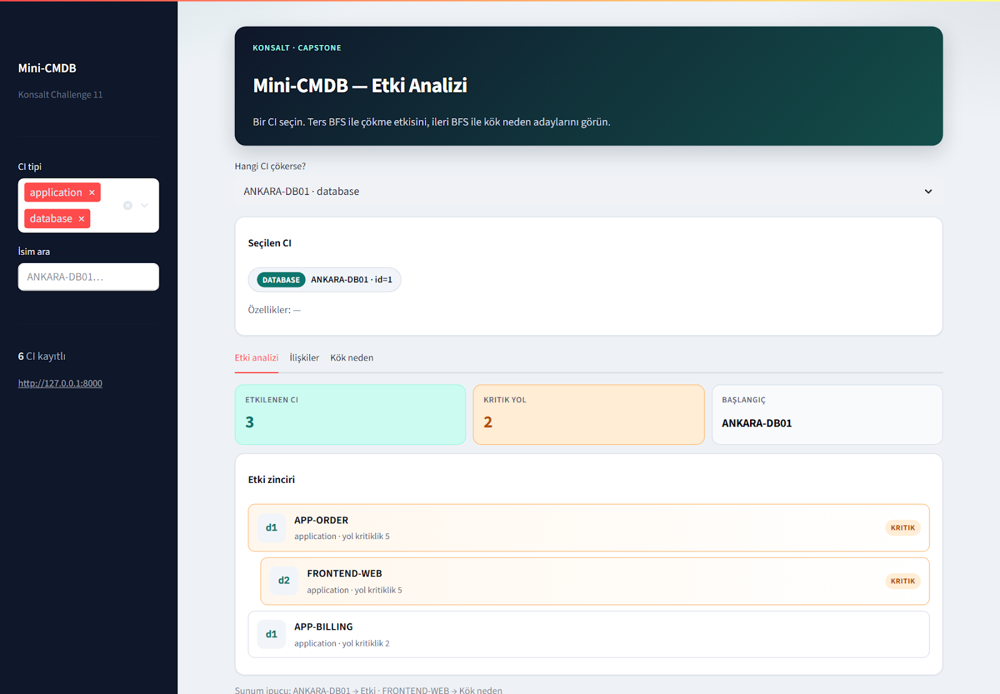 Mini-CMDB
Konsalt Challenge 11
CI tipi
application ×
database ×
İsim ara
ANKARA-DB01...
6 CI kayıtlı
http://127.0.0.1:8000
KONSALT · CAPSTONE
Mini-CMDB — Etki Analizi
Bir CI seçin. Ters BFS ile çökme etkisini, ileri BFS ile kök neden adaylarını görün.
Hangi CI çökerse?
ANKARA-DB01 · database
Seçilen CI
DATABASE ANKARA-DB01 · id=1
Özellikler: —
Etki analizi İlişkiler Kök neden
ETKILENEN CI
3
KRITIK YOL
2
BAŞLANGIÇ
ANKARA-DB01
Etki zinciri
d1
APP-ORDER
application · yol kritiklik 5
KRITIK
d2
FRONTEND-WEB
application · yol kritiklik 5
KRITIK
d1
APP-BILLING
application · yol kritiklik 2
Sunum ipucu: ANKARA-DB01 → Etki · FRONTEND-WEB → Kök neden